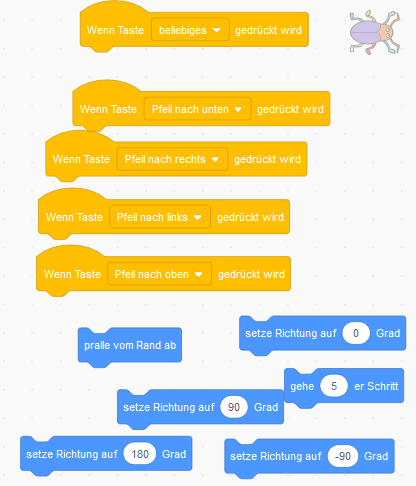 Wenn Taste beliebiges gedrückt wird
Wenn Taste Pfeil nach unten gedrückt wird
Wenn Taste Pfeil nach rechts gedrückt wird
Wenn Taste Pfeil nach links gedrückt wird
Wenn Taste Pfeil nach oben gedrückt wird
setze Richtung auf 0 Grad
pralle vom Rand ab
gehe 5 er Schritt
setze Richtung auf 90 Grad
setze Richtung auf 180 Grad
setze Richtung auf -90 Grad